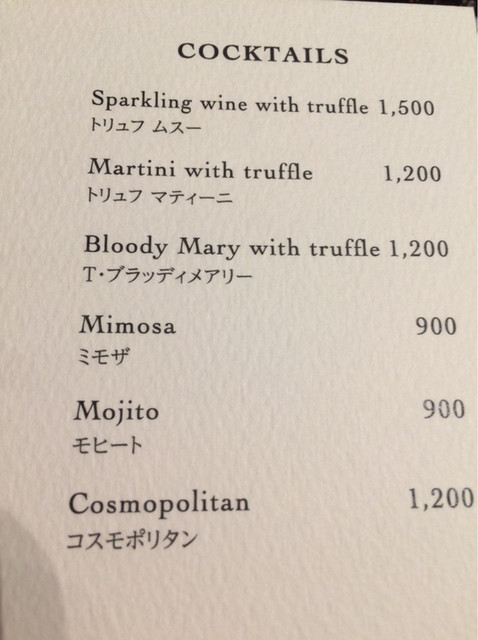 COCKTAILS
Sparkling wine with truffle 1,500
トリュフ ムスー
Martini with truffle 1,200
トリュフ マティーニ
Bloody Mary with truffle 1,200
T・ブラッディメアリー
Mimosa 900
ミモザ
Mojito 900
モヒート
Cosmopolitan 1,200
コスモポリタン